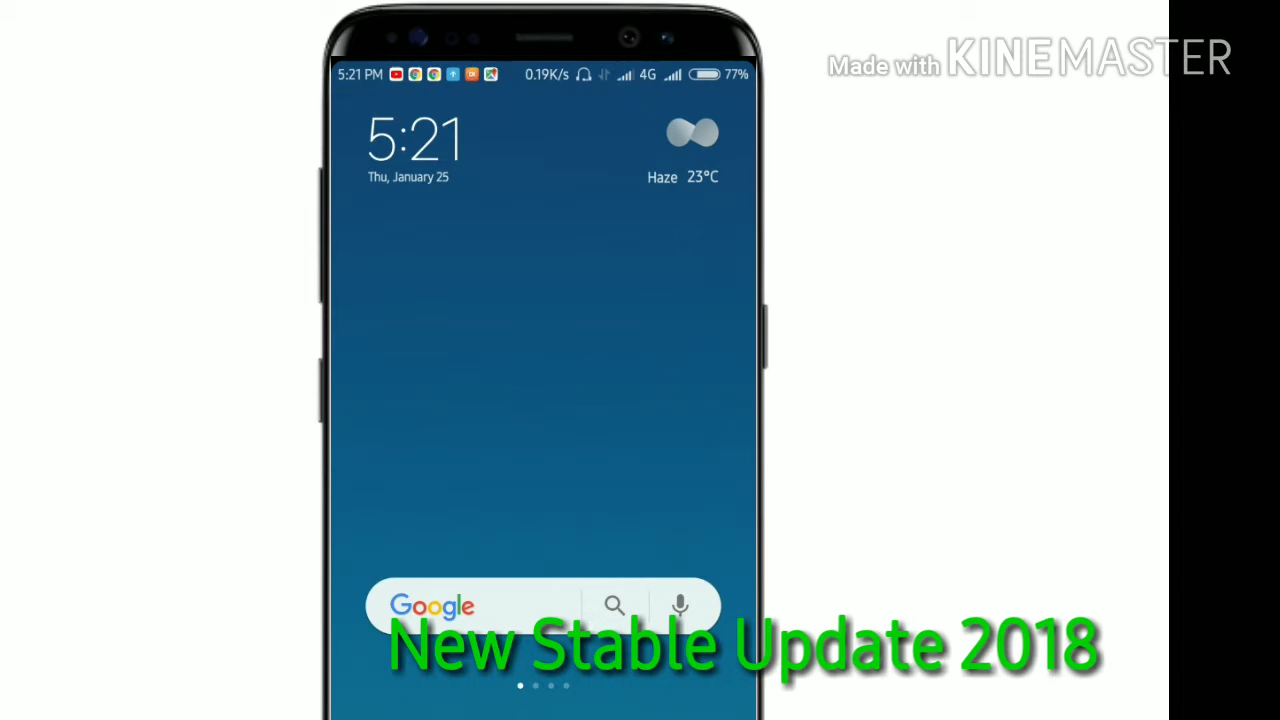 Made with KINEMASTER
5:21 PM 0.19K/s 4G 77%
5:21
Thu, January 25
Haze 23°C
Google
New Stable Update 2018